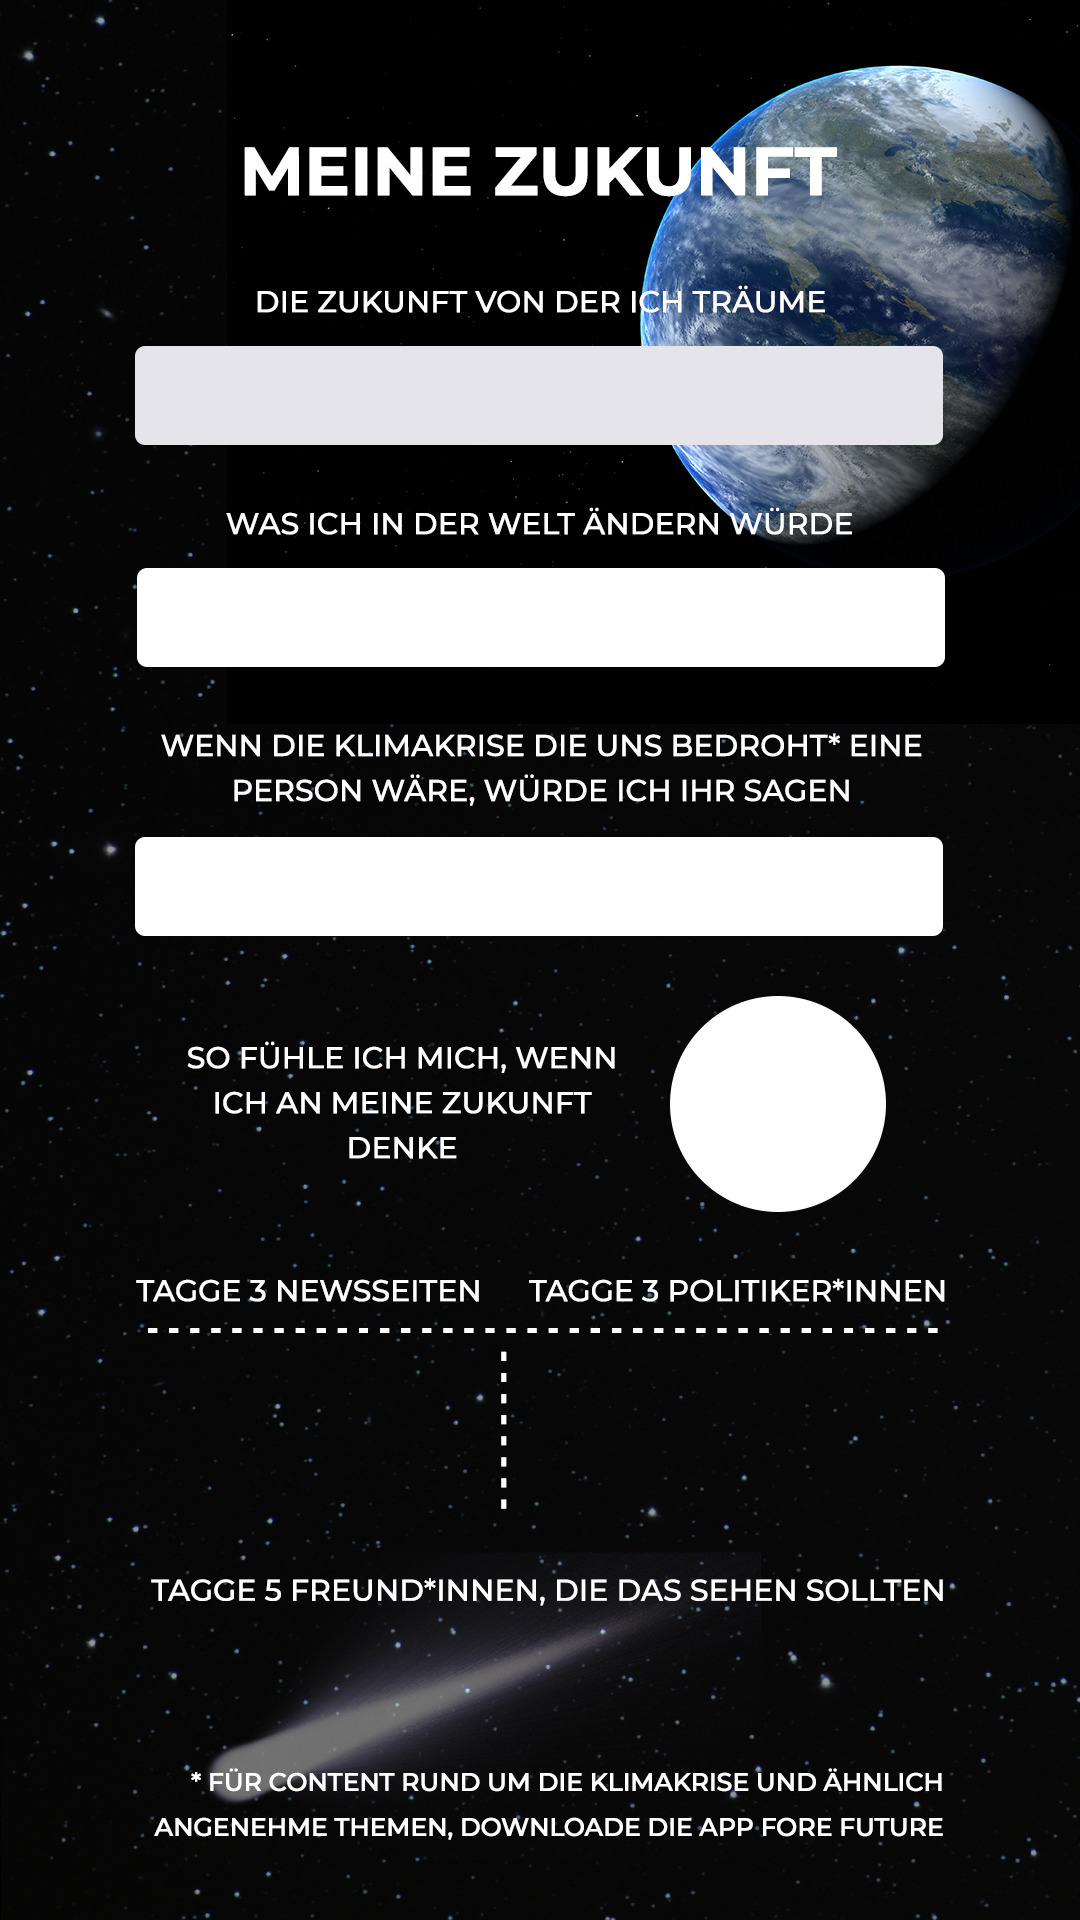 MEINE ZUKUNFT
DIE ZUKUNFT VON DER ICH TRÄUME
WAS ICH IN DER WELT ÄNDERN WÜRDE
WENN DIE KLIMAKRISE DIE UNS BEDROHT* EINE
PERSON WÄRE, WÜRDE ICH IHR SAGEN
SO FÜHLE ICH MICH, WENN
ICH AN MEINE ZUKUNFT
DENKE
TAGGE 3 NEWSSEITEN
TAGGE 3 POLITIKER*INNEN
TAGGE 5 FREUND*INNEN, DIE DAS SEHEN SOLLTEN
* FÜR CONTENT RUND UM DIE KLIMAKRISE UND ÄHNLICH
ANGENEHME THEMEN, DOWNLOADE DIE APP FORE FUTURE